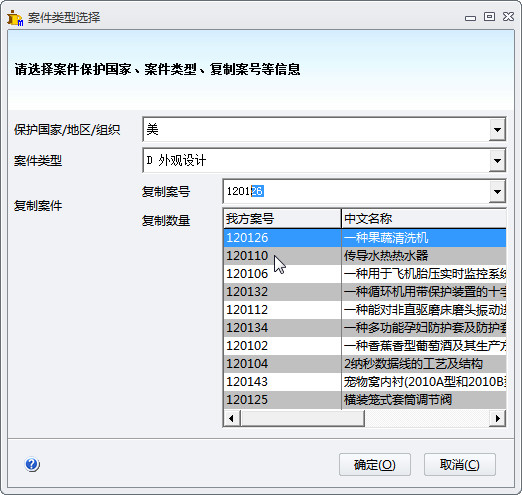 案件类型选择
请选择案件保护国家、案件类型、复制案号等信息
保护国家/地区/组织 美
案件类型 D 外观设计
复制案件
复制案号 120126
复制数量
我方案号 中文名称
120126 一种果蔬清洗机
120110 传导水热热水器
120106 一种用于飞机胎压实时监控系统
120132 一种循环机用带保护装置的十字
120112 一种能对非直驱磨床磨头振动进
120134 一种多功能孕妇防护套及防护套
120102 一种香蕉香型葡萄酒及其生产方
120104 2纳秒数据线的工艺及结构
120143 宠物窝内衬(2010A型和2010B型
120125 横装笼式套筒调节阀
确定(O) 取消(C)